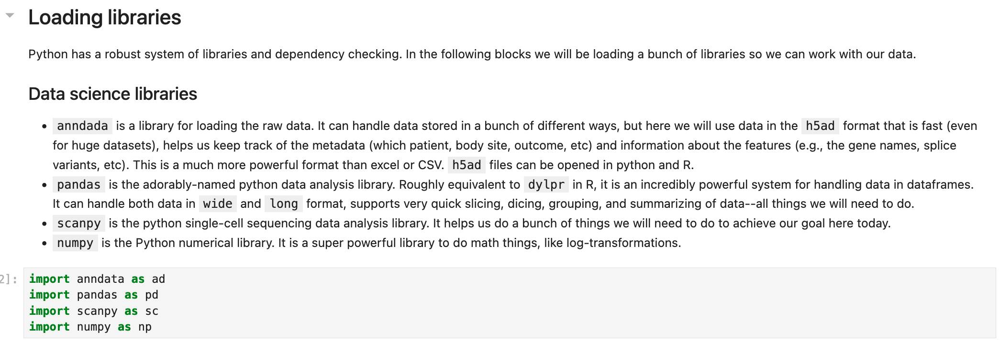 Loading libraries
Python has a robust system of libraries and dependency checking. In the following blocks we will be loading a bunch of libraries so we can work with our data.
Data science libraries
• anndada is a library for loading the raw data. It can handle data stored in a bunch of different ways, but here we will use data in the h5ad format that is fast (even
for huge datasets), helps us keep track of the metadata (which patient, body site, outcome, etc) and information about the features (e.g., the gene names, splice
variants, etc). This is a much more powerful format than excel or CSV. h5ad files can be opened in python and R.
• pandas is the adorably-named python data analysis library. Roughly equivalent to dylpr in R, it is an incredibly powerful system for handling data in dataframes.
It can handle both data in wide and long format, supports very quick slicing, dicing, grouping, and summarizing of data--all things we will need to do.
• scanpy is the python single-cell sequencing data analysis library. It helps us do a bunch of things we will need to do to achieve our goal here today.
• numpy is the Python numerical library. It is a super powerful library to do math things, like log-transformations.
2]:
import anndata as ad
import pandas as pd
import scanpy as sc
import numpy as np